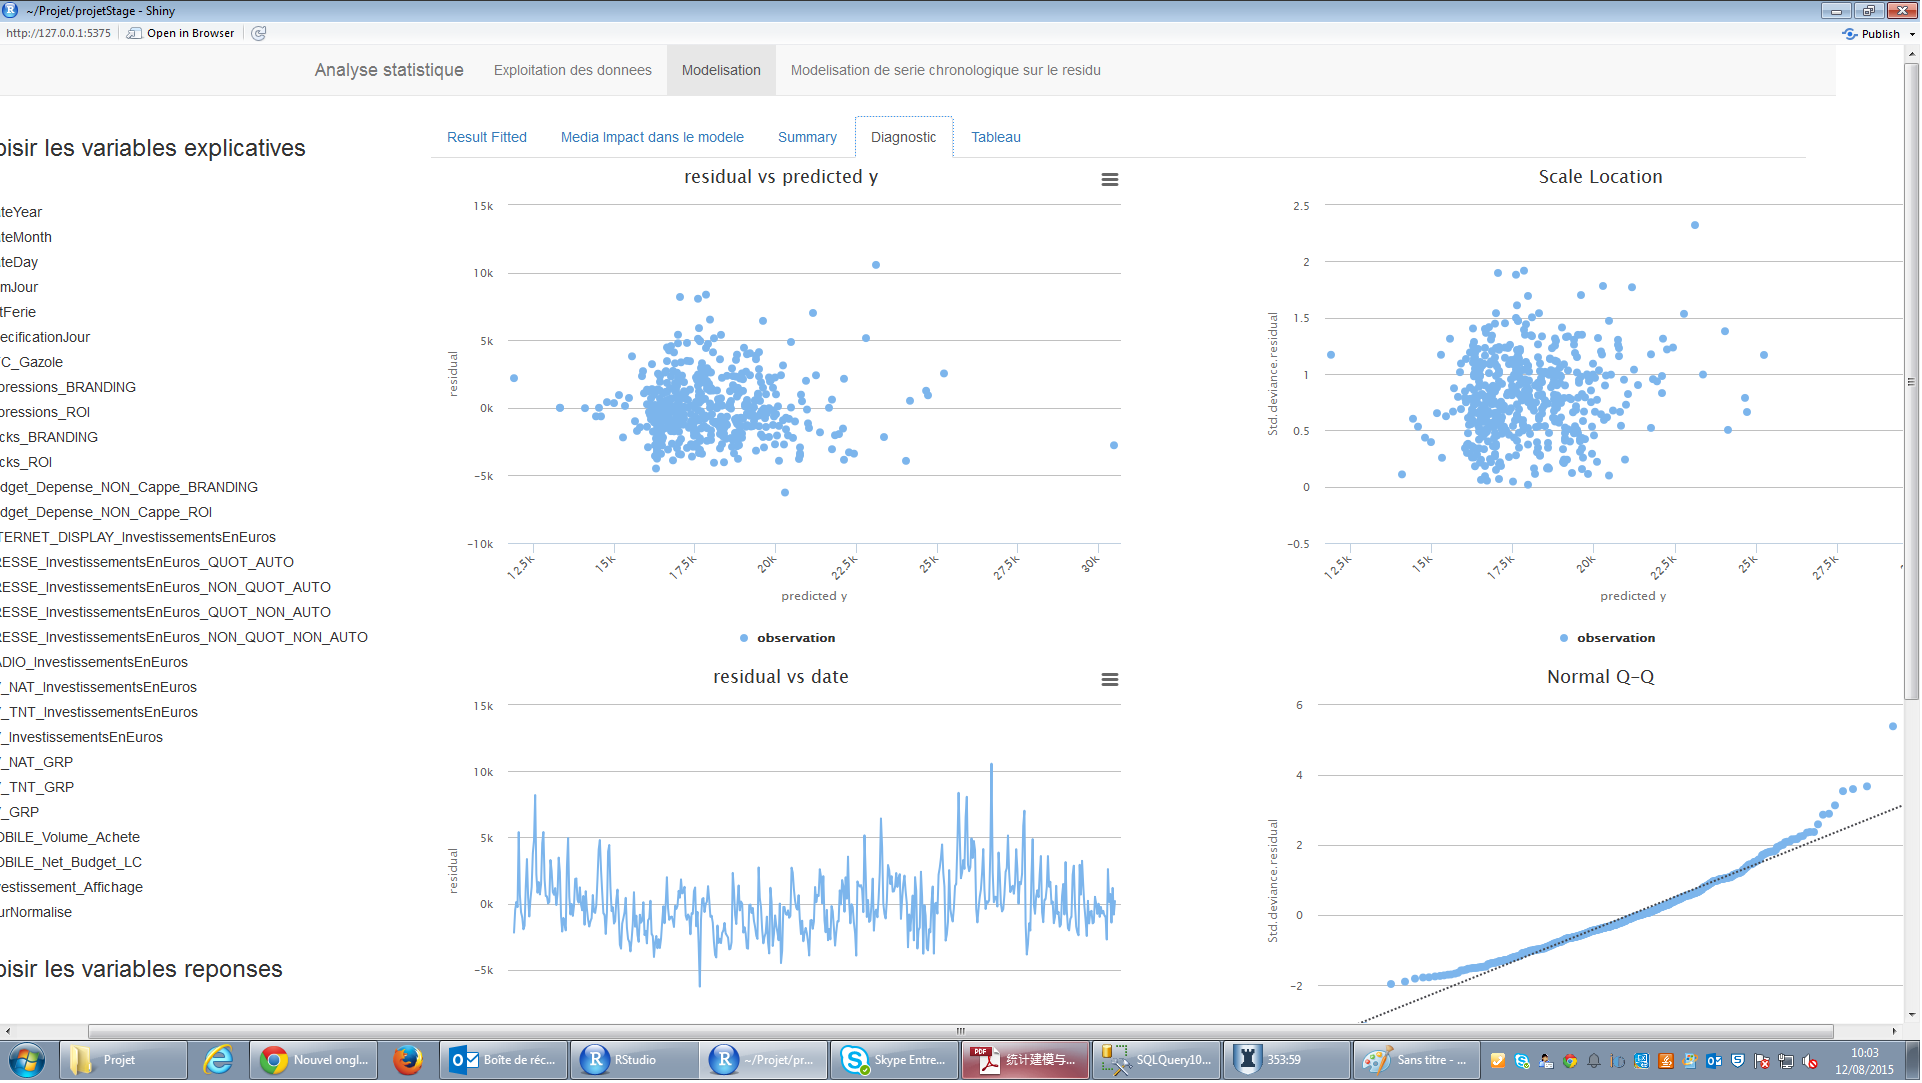 ~/Projet/projetStage - Shiny
http://127.0.0.1:5375 Open in Browser Publish
Analyse statistique Exploitation des donnees Modelisation Modelisation de serie chronologique sur le residu
Result Fitted Media Impact dans le modele Summary Diagnostic Tableau
oisir les variables explicatives
teYear
teMonth
teDay
mJour
tFerie
ecificationJour
C_Gazole
pressions_BRANDING
pressions_ROI
cks_BRANDING
cks_ROI
dget_Depense_NON_Cappe_BRANDING
dget_Depense_NON_Cappe_ROI
TERNET_DISPLAY_InvestissementsEnEuros
RESSE_InvestissementsEnEuros_QUOT_AUTO
RESSE_InvestissementsEnEuros_NON_QUOT_AUTO
RESSE_InvestissementsEnEuros_QUOT_NON_AUTO
RESSE_InvestissementsEnEuros_NON_QUOT_NON_AUTO
ADIO_InvestissementsEnEuros
_NAT_InvestissementsEnEuros
_TNT_InvestissementsEnEuros
_InvestissementsEnEuros
_NAT_GRP
_TNT_GRP
_GRP
OBILE_Volume_Achete
OBILE_Net_Budget_LC
vestissement_Affichage
urNormalise
oisir les variables reponses
residual vs predicted y
15k
10k
5k
0k
-5k
-10k
residual
12.5k 15k 17.5k 20k 22.5k 25k 27.5k 30k
predicted y
observation
Scale Location
2.5
2
1.5
1
0.5
0
-0.5
Std.deviance.residual
12.5k 15k 17.5k 20k 22.5k 25k 27.5k
predicted y
observation
residual vs date
15k
10k
5k
0k
-5k
residual
Normal Q-Q
6
4
2
0
-2
Std.deviance.residual
Projet Nouvel ongl... Boîte de réc... RStudio ~/Projet/pr... Skype Entre... 统计建模与... SQLQuery10... 353:59 Sans titre - ...
10:03
12/08/2015